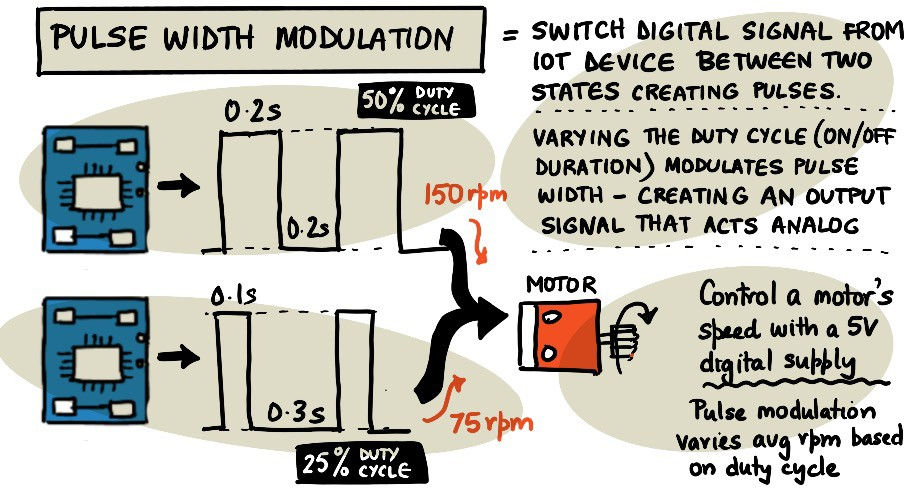 PULSE WIDTH MODULATION
= SWITCH DIGITAL SIGNAL FROM
IOT DEVICE BETWEEN TWO
STATES CREATING PULSES.
VARYING THE DUTY CYCLE (ON/OFF
DURATION) MODULATES PULSE
WIDTH – CREATING AN OUTPUT
SIGNAL THAT ACTS ANALOG
50% DUTY CYCLE
0.2s
0.2s
150 rpm
0.1s
0.3s
75 rpm
25% DUTY CYCLE
MOTOR
Control a motor's
speed with a 5V
digital supply
Pulse modulation
varies avg rpm based
on duty cycle